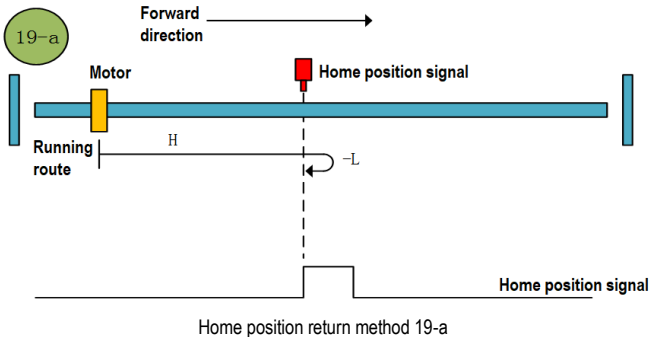 Forward
direction
19-a
Motor
Home position signal
Running
route
H
-L
Home position signal
Home position return method 19-a